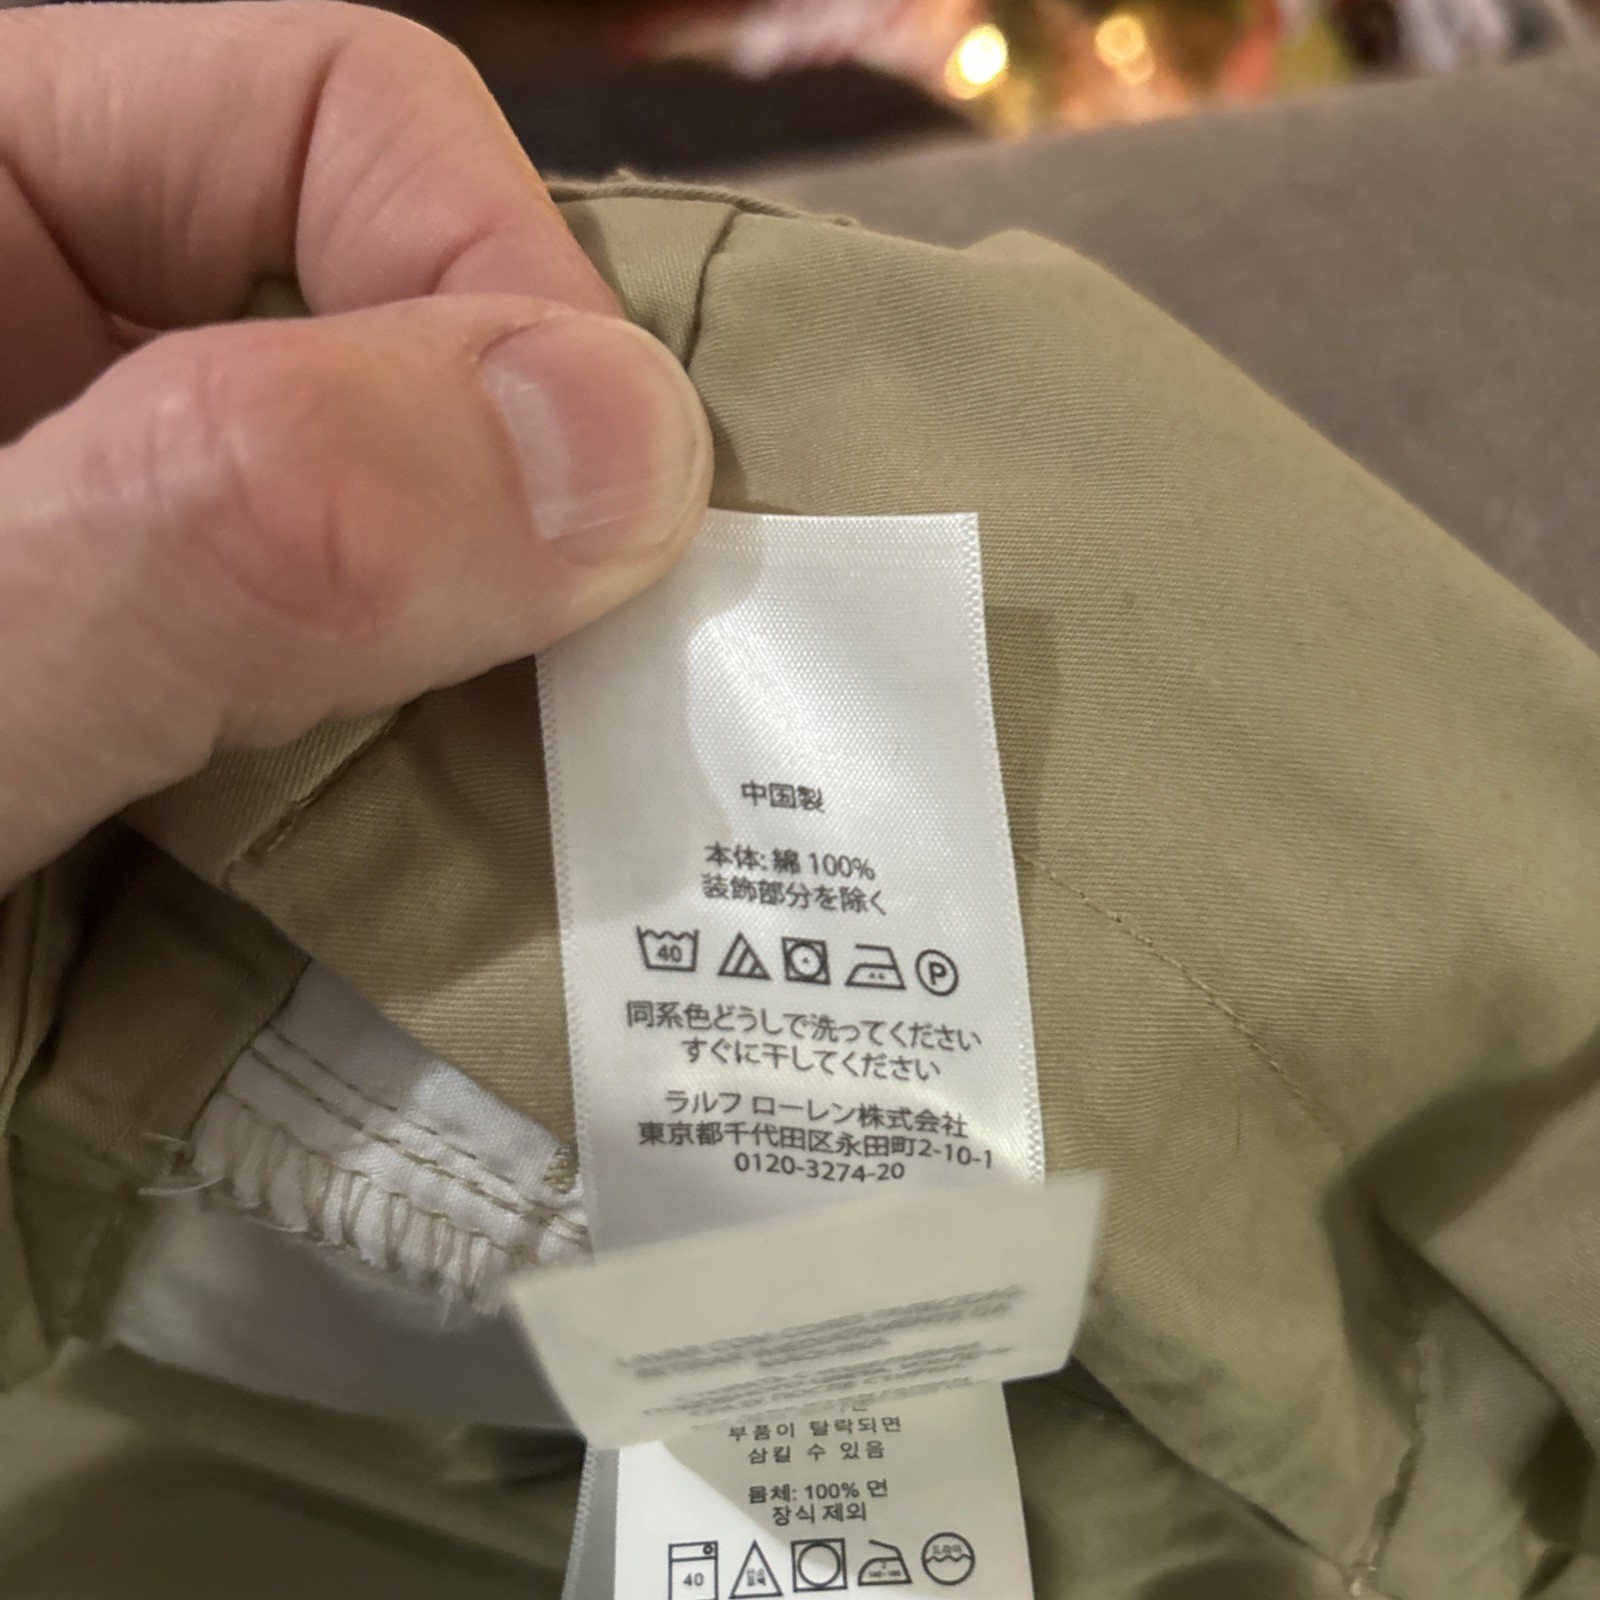 中国製
本体: 綿 100%
装飾部分を除く
40
P
同系色どうしで洗ってください
すぐに干してください
ラルフ ローレン株式会社
東京都千代田区永田町2-10-1
0120-3274-20
부품이 탈락되면
삼킬 수 있음
몸체: 100% 면
장식 제외
40